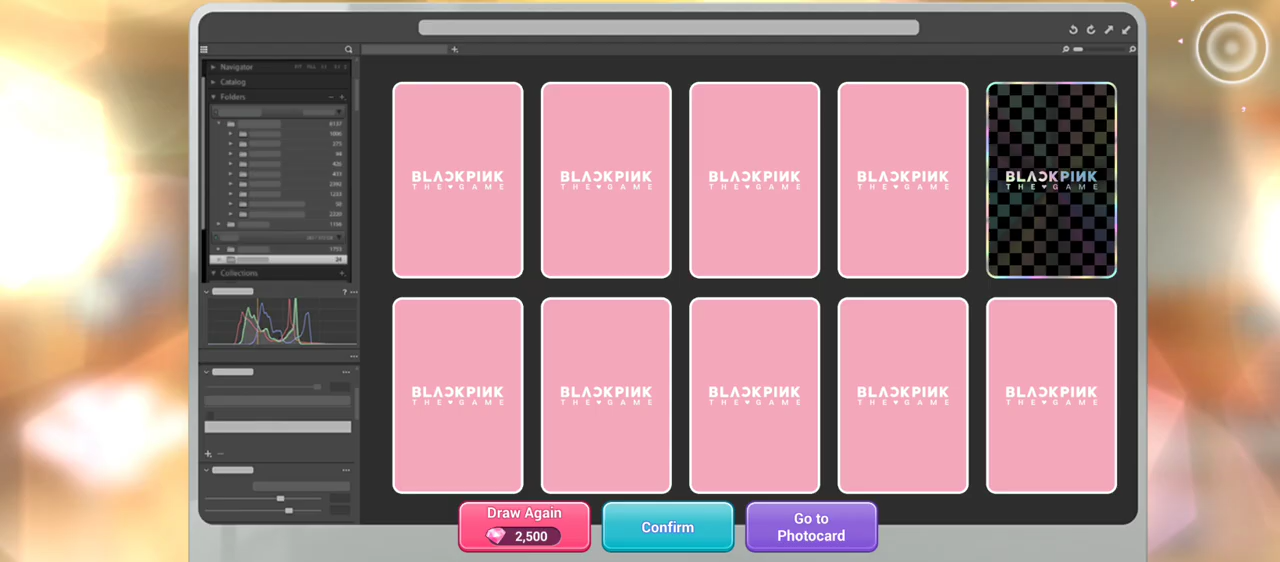 Navigator
Catalog
Folders
Collections
?
BLACKPINK
THE♥GAME
BLACKPINK
THE♥GAME
BLACKPINK
THE♥GAME
BLACKPINK
THE♥GAME
BLACKPINK
THE♥GAME
BLACKPINK
THE♥GAME
BLACKPINK
THE♥GAME
BLACKPINK
THE♥GAME
BLACKPINK
THE♥GAME
BLACKPINK
THE♥GAME
Draw Again
2,500
Confirm
Go to
Photocard